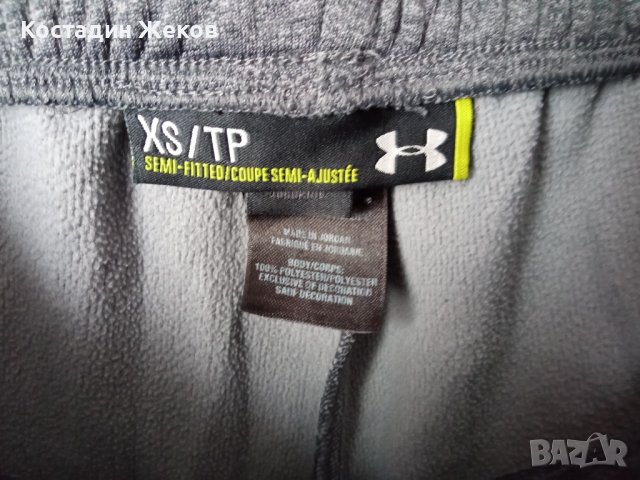 Костадин Жеков
XS/TP
SEMI-FITTED/COUPE SEMI-AJUSTÉE
MADE IN JORDAN
FABRIQUÉ EN JORDANIE
BODY/CORPS:
100% POLYESTER/POLYESTER
EXCLUSIVE OF DECORATION
SAUF DÉCORATION
BAZAR